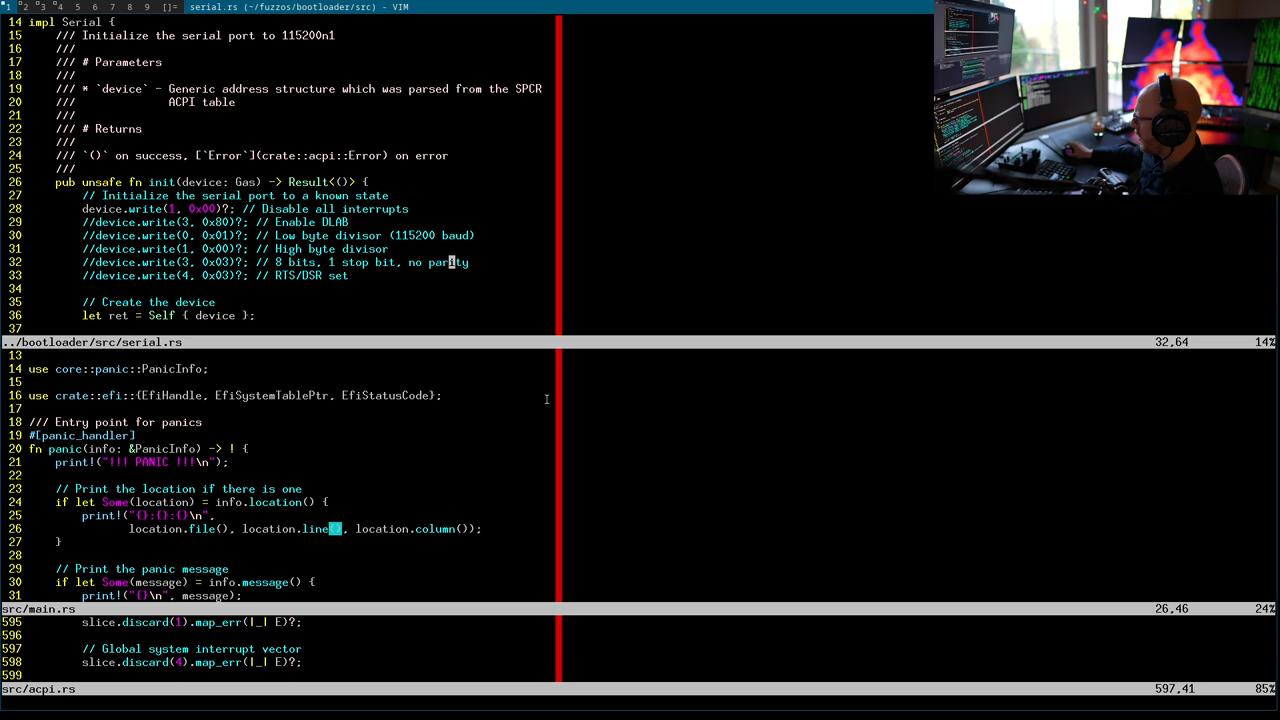 1 2 3 4 5 6 7 8 9 []= serial.rs (~/fuzzos/bootloader/src) - VIM
14 impl Serial {
15     /// Initialize the serial port to 115200n1
16     ///
17     /// # Parameters
18     ///
19     /// * `device` - Generic address structure which was parsed from the SPCR
20     ///              ACPI table
21     ///
22     /// # Returns
23     ///
24     /// `()` on success, [`Error`](crate::acpi::Error) on error
25     ///
26     pub unsafe fn init(device: Gas) -> Result<()> {
27         // Initialize the serial port to a known state
28         device.write(1, 0x00)?; // Disable all interrupts
29         //device.write(3, 0x80)?; // Enable DLAB
30         //device.write(0, 0x01)?; // Low byte divisor (115200 baud)
31         //device.write(1, 0x00)?; // High byte divisor
32         //device.write(3, 0x03)?; // 8 bits, 1 stop bit, no parity
33         //device.write(4, 0x03)?; // RTS/DSR set
34
35         // Create the device
36         let ret = Self { device };
37
../bootloader/src/serial.rs 32,64 14%
13
14 use core::panic::PanicInfo;
15
16 use crate::efi::{EfiHandle, EfiSystemTablePtr, EfiStatusCode};
17
18 /// Entry point for panics
19 #[panic_handler]
20 fn panic(info: &PanicInfo) -> ! {
21     print!("!!! PANIC !!!\n");
22
23     // Print the location if there is one
24     if let Some(location) = info.location() {
25         print!("{}:{}:{}\n",
26                location.file(), location.line(), location.column());
27     }
28
29     // Print the panic message
30     if let Some(message) = info.message() {
31         print!("{}\n", message);
src/main.rs 26,46 24%
595         slice.discard(1).map_err(|_| E)?;
596
597         // Global system interrupt vector
598         slice.discard(4).map_err(|_| E)?;
599
src/acpi.rs 597,41 85%